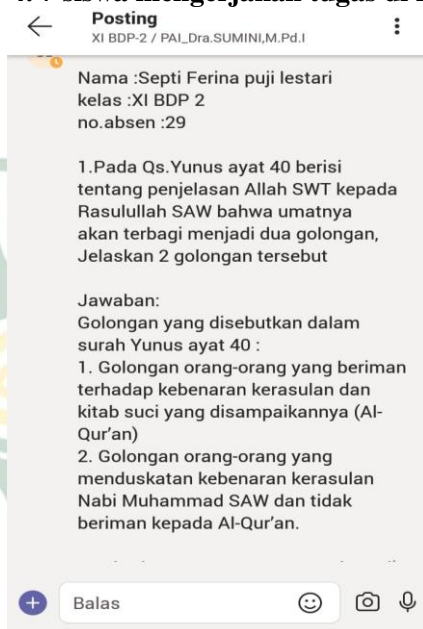 siswa mengerjakan tugas di
Posting
XI BDP-2 / PAI_Dra.SUMINI,M.Pd.I
Nama :Septi Ferina puji lestari
kelas :XI BDP 2
no.absen :29
1.Pada Qs.Yunus ayat 40 berisi
tentang penjelasan Allah SWT kepada
Rasulullah SAW bahwa umatnya
akan terbagi menjadi dua golongan,
Jelaskan 2 golongan tersebut
Jawaban:
Golongan yang disebutkan dalam
surah Yunus ayat 40 :
1. Golongan orang-orang yang beriman
terhadap kebenaran kerasulan dan
kitab suci yang disampaikannya (Al-
Qur'an)
2. Golongan orang-orang yang
menduskatan kebenaran kerasulan
Nabi Muhammad SAW dan tidak
beriman kepada Al-Qur'an.
Balas